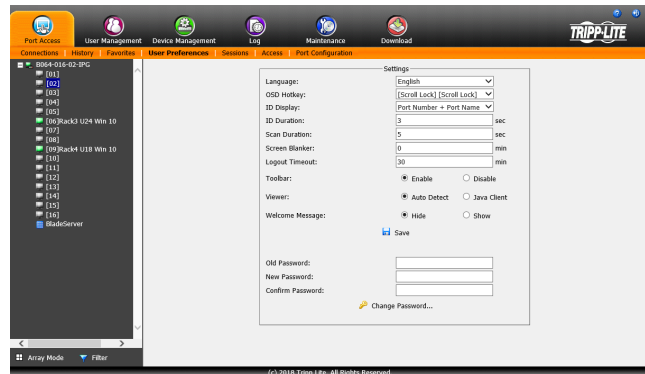 TRIPP·LITE
Port Access User Management Device Management Log Maintenance Download
Connections History Favorites User Preferences Sessions Access Port Configuration
B064-016-02-IPG
[01]
[02]
[03]
[04]
[05]
[06]Rack3 U24 Win 10
[07]
[08]
[09]Rack4 U18 Win 10
[10]
[11]
[12]
[13]
[14]
[15]
[16]
BladeServer
Array Mode Filter
Settings
Language: English
OSD Hotkey: [Scroll Lock] [Scroll Lock]
ID Display: Port Number + Port Name
ID Duration: 3 sec
Scan Duration: 5 sec
Screen Blanker: 0 min
Logout Timeout: 30 min
Toolbar: Enable Disable
Viewer: Auto Detect Java Client
Welcome Message: Hide Show
Save
Old Password:
New Password:
Confirm Password:
Change Password...
(c) 2018 Tripp Lite. All Rights Reserved.